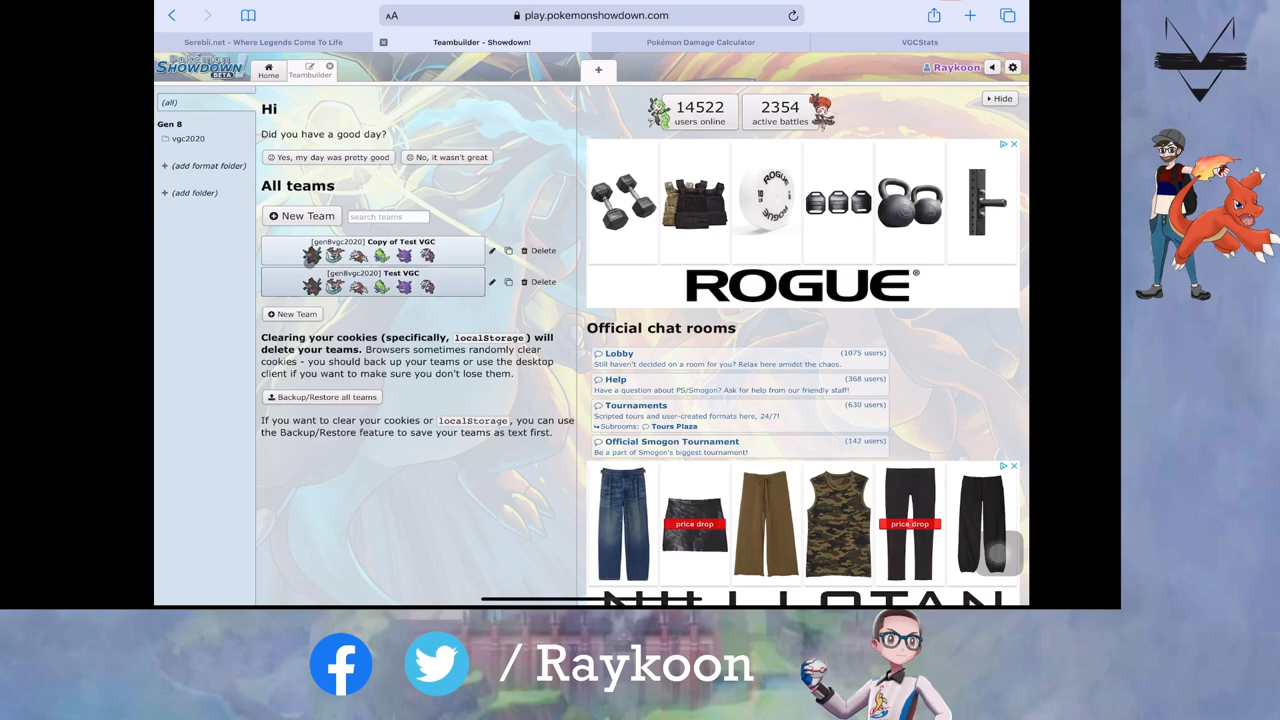 AA play.pokemonshowdown.com
Serebii.net - Where Legends Come To Life
Teambuilder - Showdown!
Pokémon Damage Calculator
VGCStats
Pokémon
SHOWDOWN
BETA
Home
Teambuilder
+
Raykoon
(all)
Gen 8
vgc2020
+ (add format folder)
+ (add folder)
Hi
Did you have a good day?
Yes, my day was pretty good
No, it wasn't great
All teams
New Team
search teams
[gen8vgc2020] Copy of Test VGC
Delete
[gen8vgc2020] Test VGC
Delete
New Team
Clearing your cookies (specifically, localStorage) will
delete your teams. Browsers sometimes randomly clear
cookies - you should back up your teams or use the desktop
client if you want to make sure you don't lose them.
Backup/Restore all teams
If you want to clear your cookies or localStorage, you can use
the Backup/Restore feature to save your teams as text first.
14522
users online
2354
active battles
Hide
ROGUE
ROGUE
ROGUE®
Official chat rooms
Lobby (1075 users)
Still haven't decided on a room for you? Relax here amidst the chaos.
Help (368 users)
Have a question about PS/Smogon? Ask for help from our friendly staff!
Tournaments (630 users)
Scripted tours and user-created formats here, 24/7!
Subrooms: Tours Plaza
Official Smogon Tournament (142 users)
Be a part of Smogon's biggest tournament!
price drop
price drop
/ Raykoon